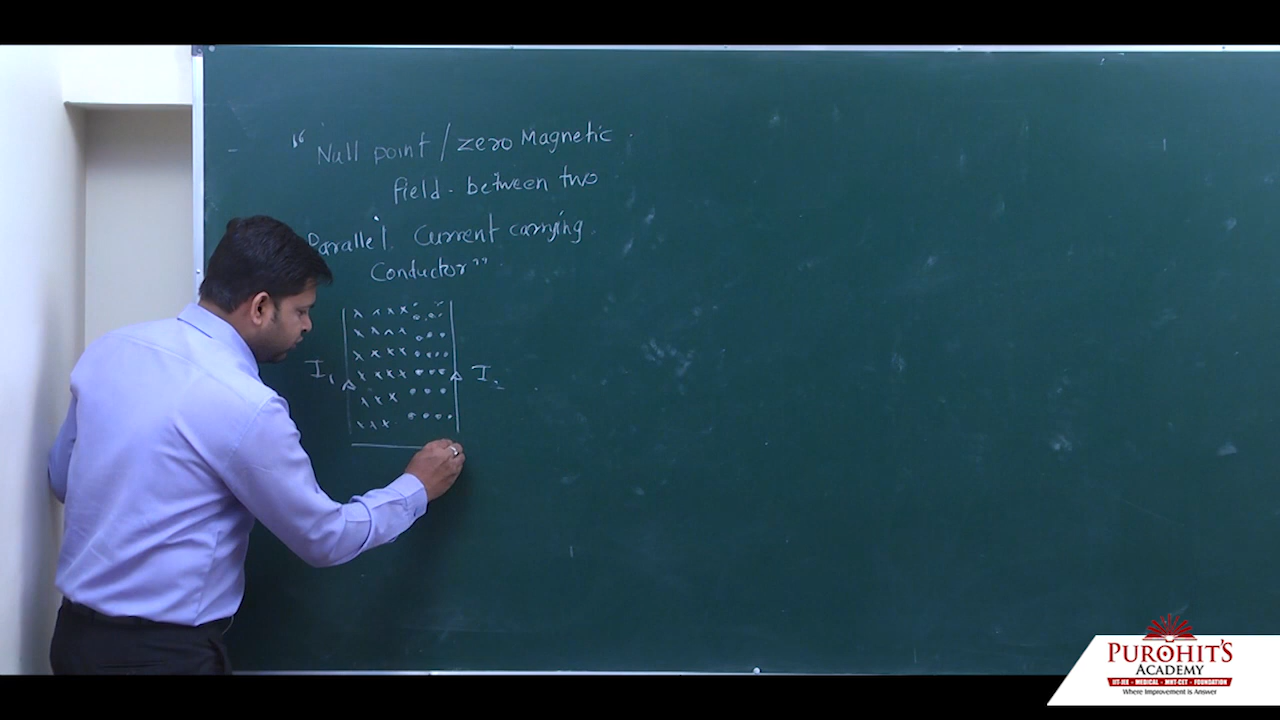 "Null point / zero Magnetic
field - between two
Parallel. Current carrying
Conductor"
I₁
I₂
PUROHIT'S
ACADEMY
IIT-JEE - MEDICAL - MHT-CET - FOUNDATION
Where Improvement is Answer